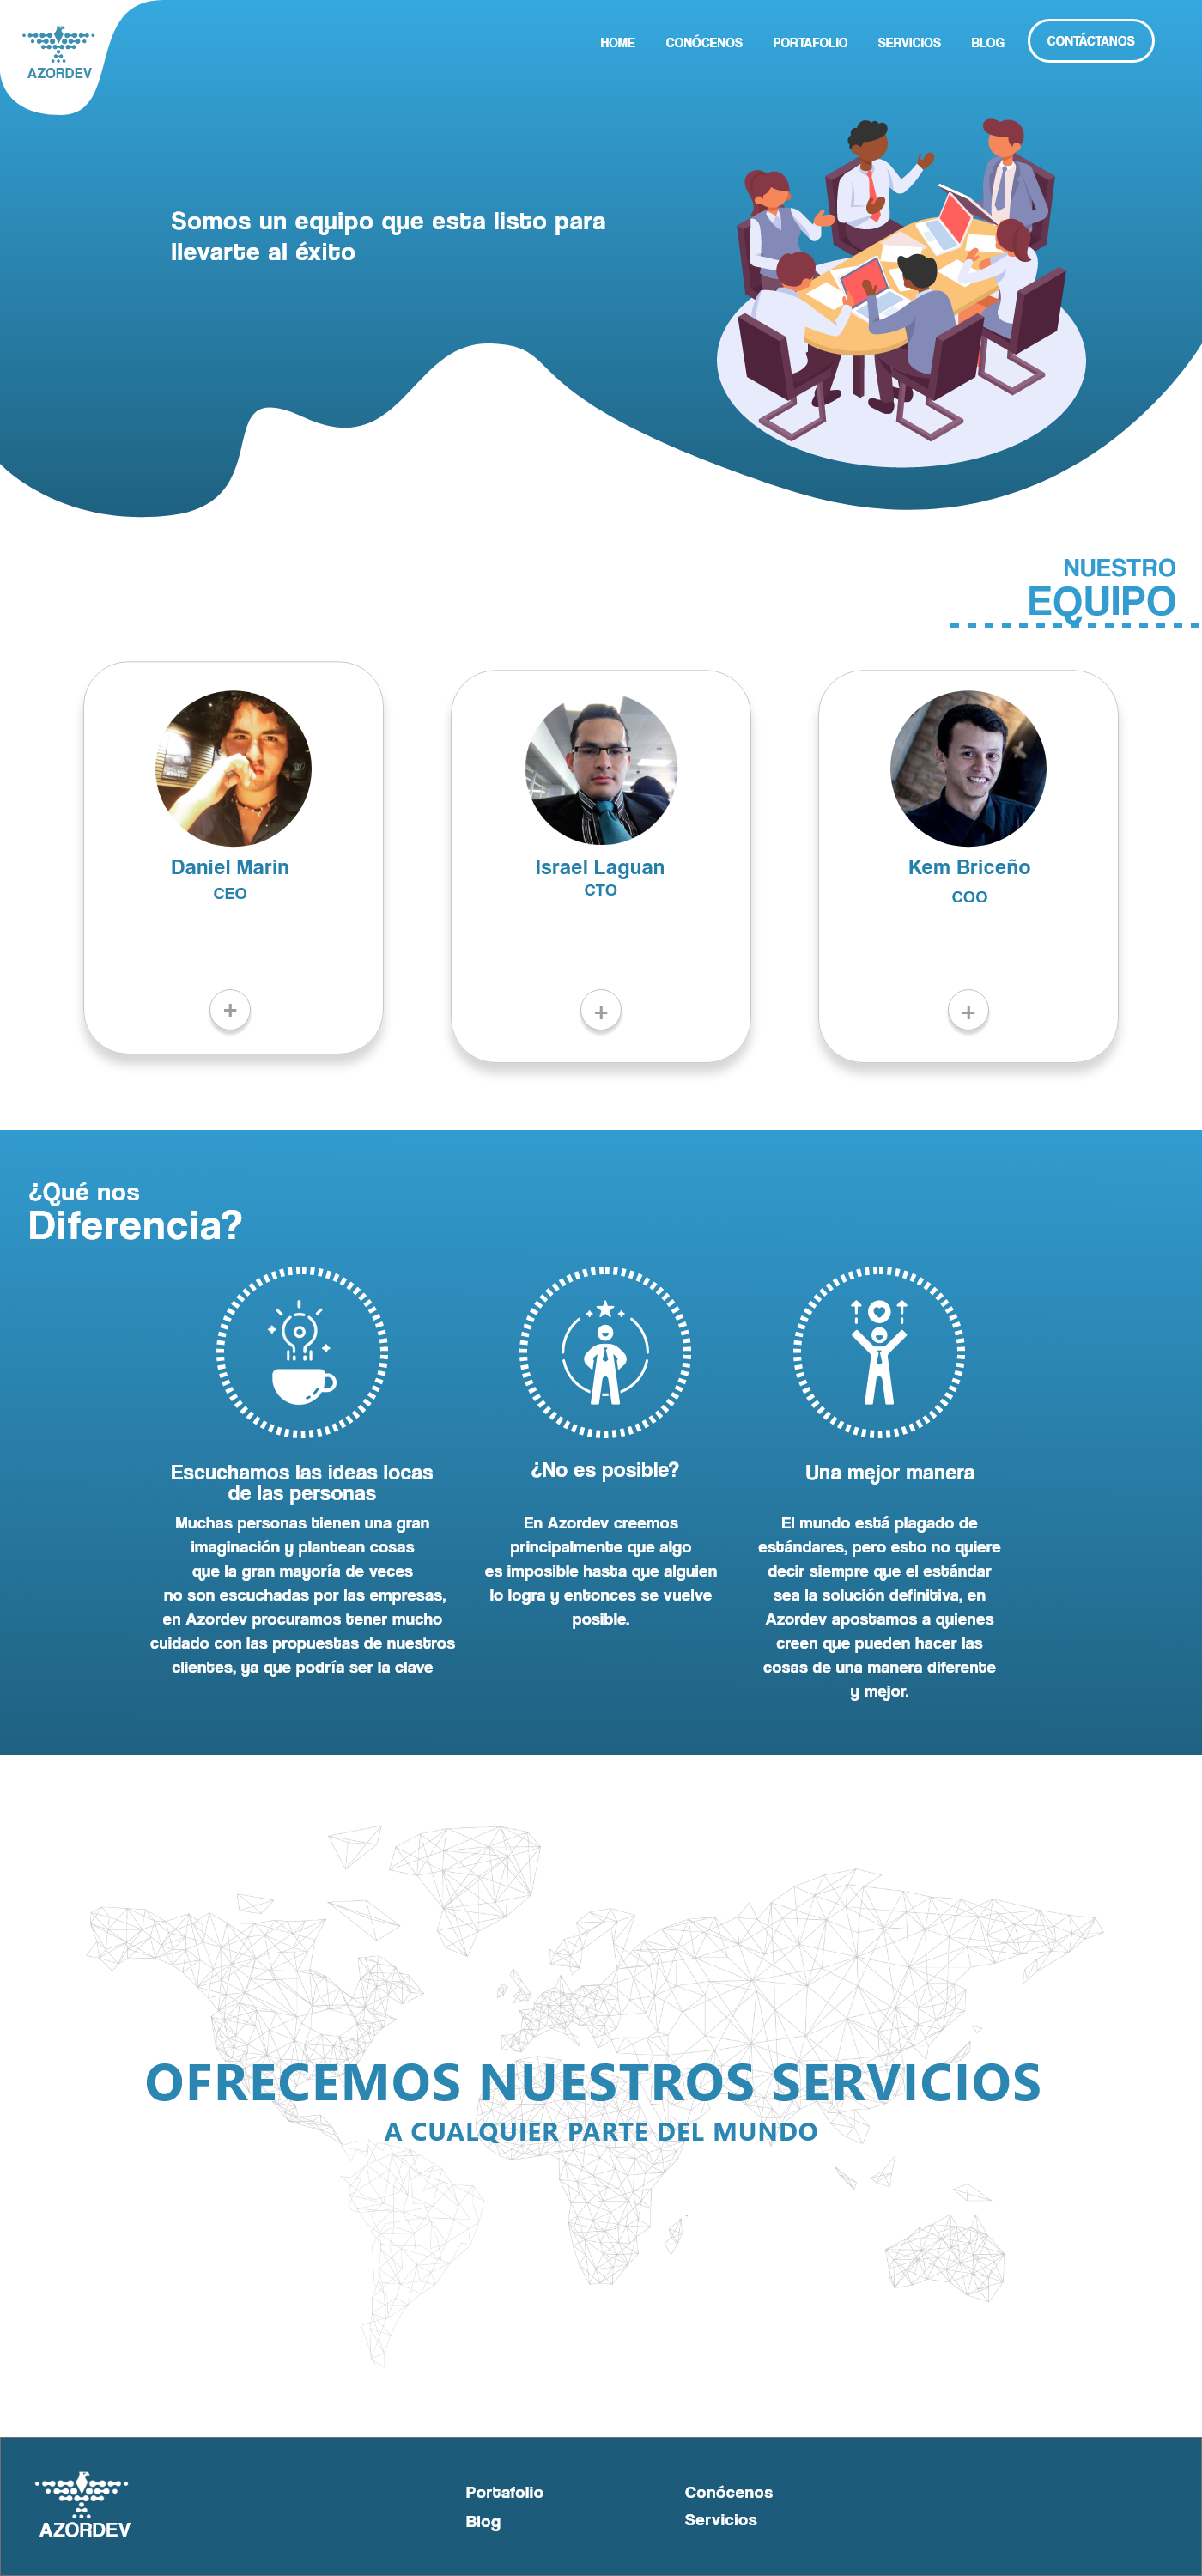 AZORDEV
HOME CONÓCENOS PORTAFOLIO SERVICIOS BLOG CONTÁCTANOS
Somos un equipo que esta listo para
llevarte al éxito
NUESTRO
EQUIPO
Daniel Marin
CEO
+
Israel Laguan
CTO
+
Kem Briceño
COO
+
¿Qué nos
Diferencia?
Escuchamos las ideas locas
de las personas
Muchas personas tienen una gran
imaginación y plantean cosas
que la gran mayoría de veces
no son escuchadas por las empresas,
en Azordev procuramos tener mucho
cuidado con las propuestas de nuestros
clientes, ya que podría ser la clave
¿No es posible?
En Azordev creemos
principalmente que algo
es imposible hasta que alguien
lo logra y entonces se vuelve
posible.
Una mejor manera
El mundo está plagado de
estándares, pero esto no quiere
decir siempre que el estándar
sea la solución definitiva, en
Azordev apostamos a quienes
creen que pueden hacer las
cosas de una manera diferente
y mejor.
OFRECEMOS NUESTROS SERVICIOS
A CUALQUIER PARTE DEL MUNDO
AZORDEV
Portafolio
Blog
Conócenos
Servicios